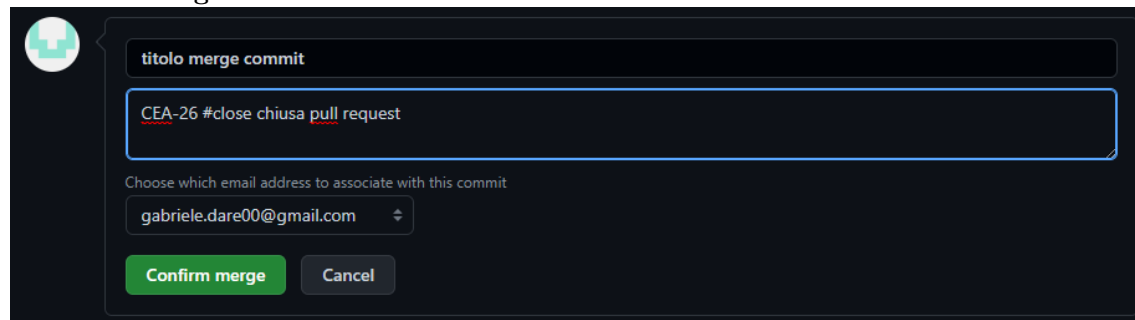 titolo merge commit
CEA-26 #close chiusa pull request
Choose which email address to associate with this commit
gabriele.dare00@gmail.com
Confirm merge
Cancel